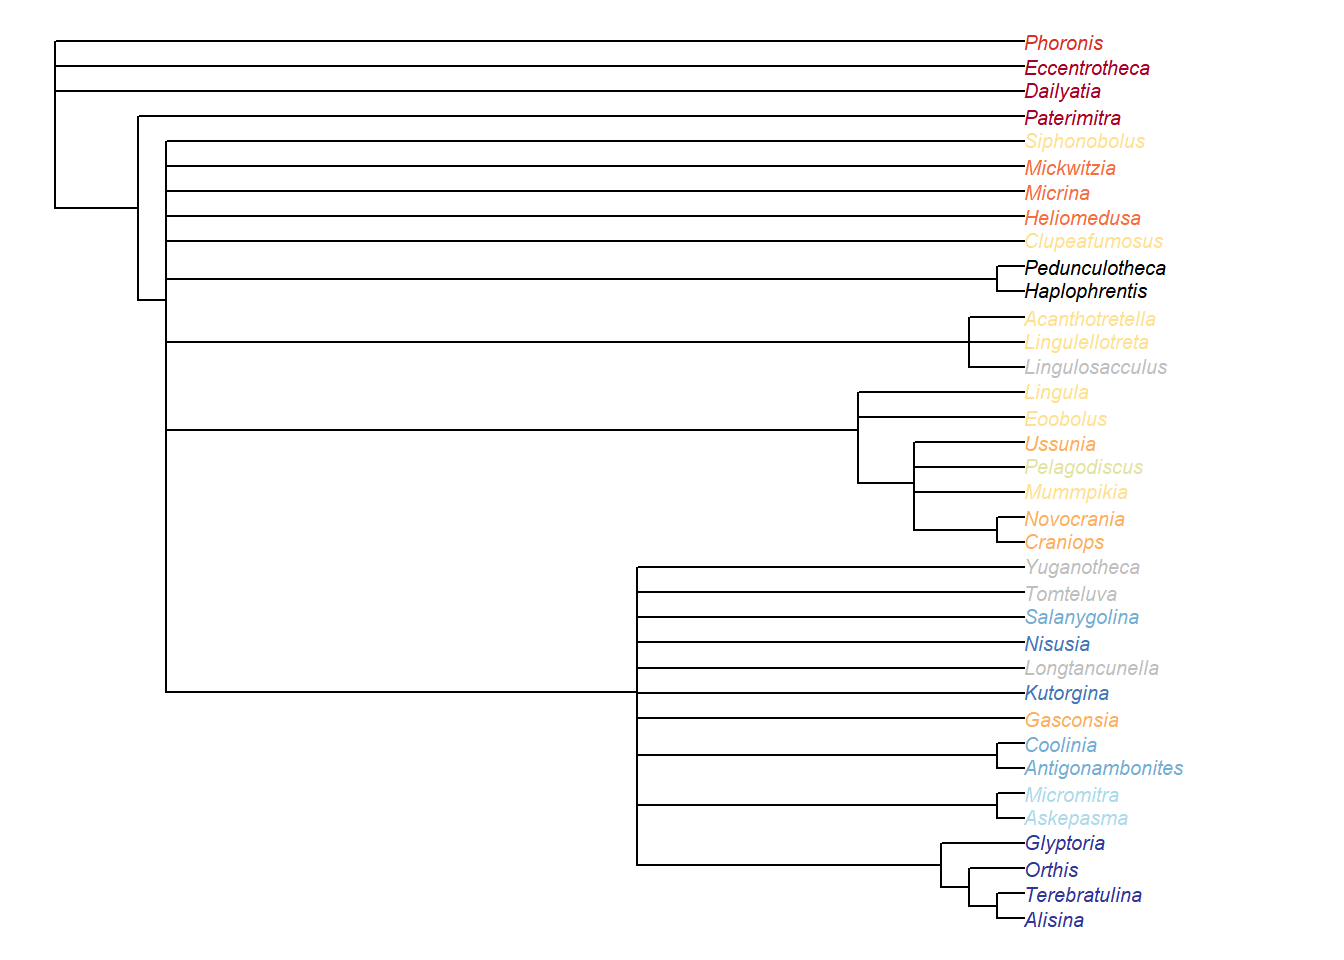 Phoronis
Eccentrotheca
Dailyatia
Paterimitra
Siphonobolus
Mickwitzia
Micrina
Heliomedusa
Clupeafumosus
Pedunculotheca
Haplophrentis
Acanthotretella
Lingulellotreta
Lingulosacculus
Lingula
Eoobolus
Ussunia
Pelagodiscus
Mummpikia
Novocrania
Craniops
Yuganotheca
Tomteluva
Salanygolina
Nisusia
Longtancunella
Kutorgina
Gasconsia
Coolinia
Antigonambonites
Micromitra
Askepasma
Glyptoria
Orthis
Terebratulina
Alisina